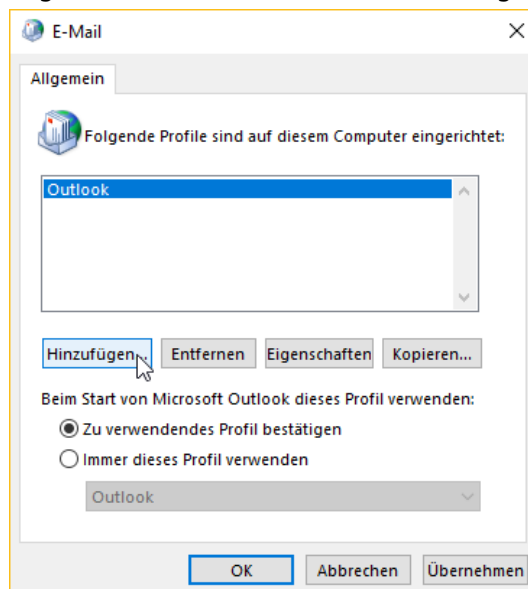 E-Mail
Allgemein
Folgende Profile sind auf diesem Computer eingerichtet:
Outlook
Hinzufügen... Entfernen Eigenschaften Kopieren...
Beim Start von Microsoft Outlook dieses Profil verwenden:
Zu verwendendes Profil bestätigen
Immer dieses Profil verwenden
Outlook
OK Abbrechen Übernehmen